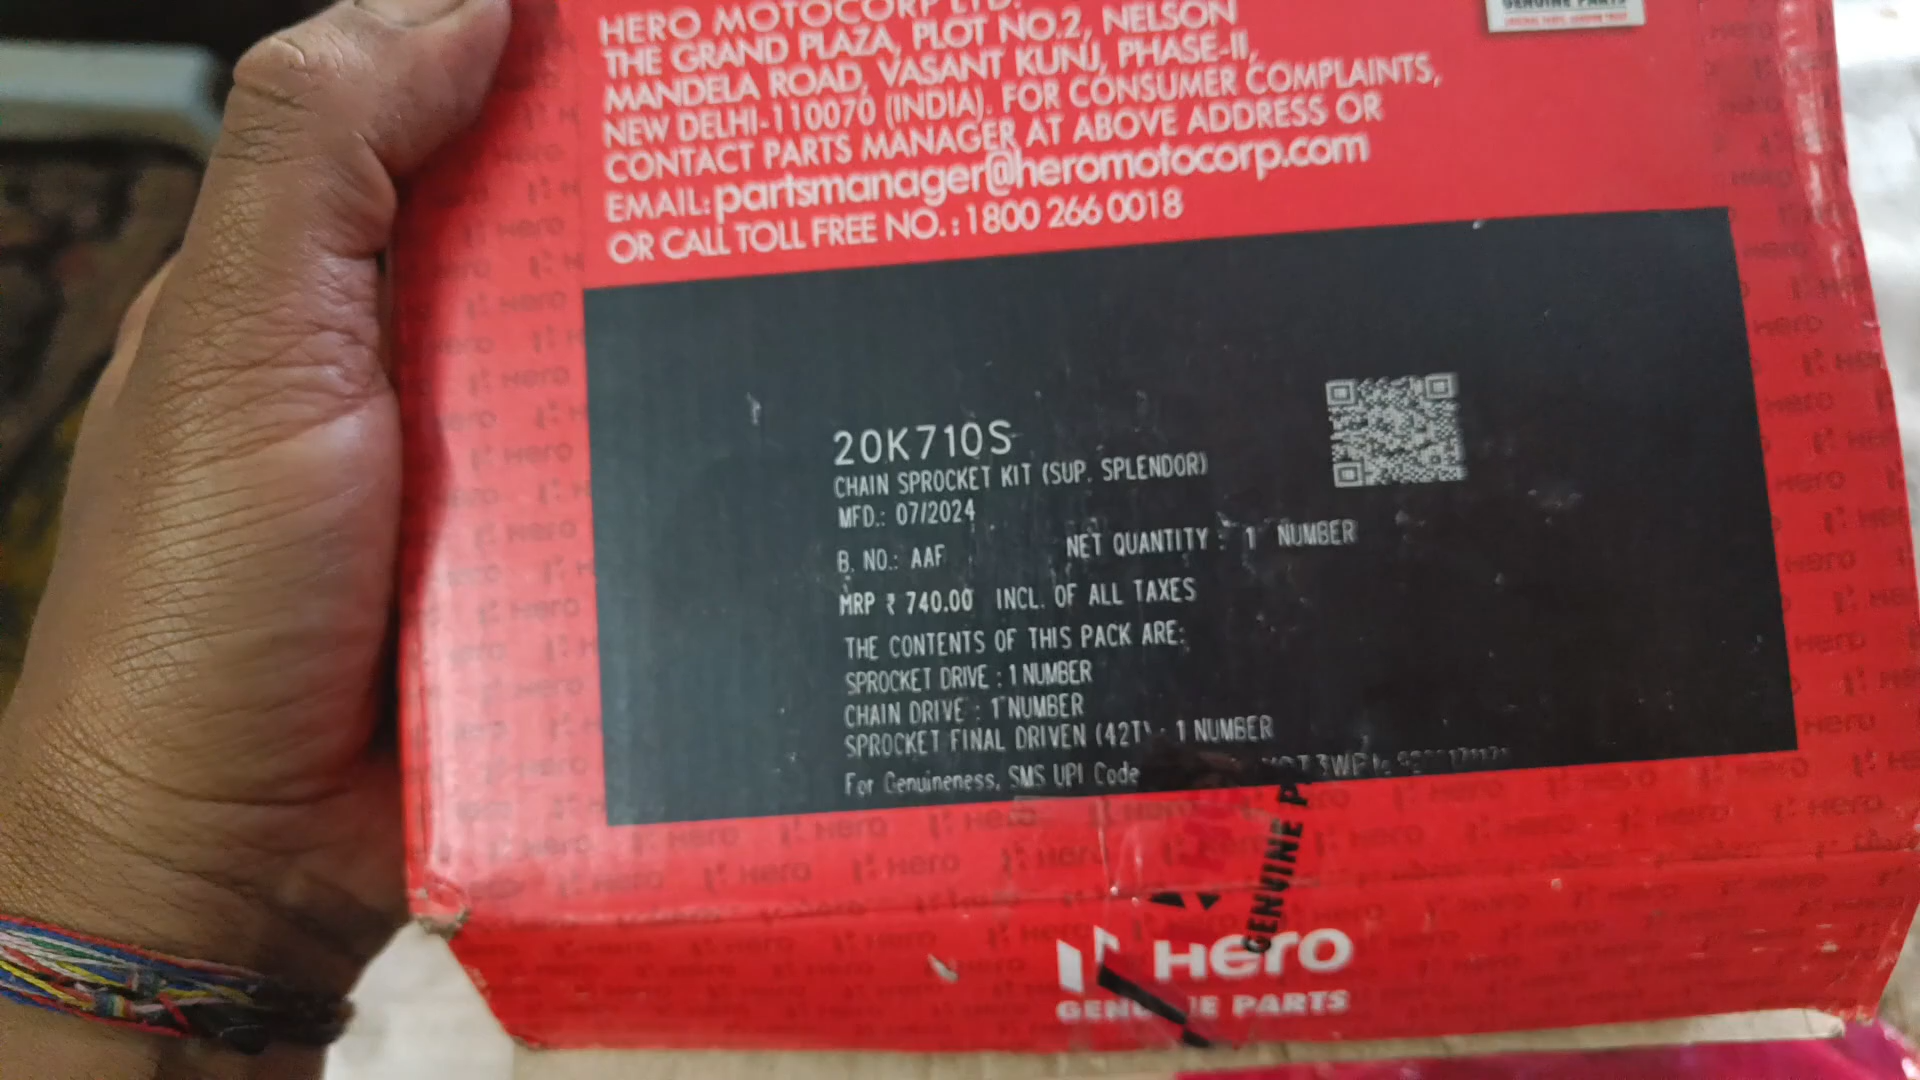 GENUINE PARTS
HERO MOTOCORP LTD.
THE GRAND PLAZA, PLOT NO.2, NELSON
MANDELA ROAD, VASANT KUNJ, PHASE-II,
NEW DELHI-110070 (INDIA). FOR CONSUMER COMPLAINTS,
CONTACT PARTS MANAGER AT ABOVE ADDRESS OR
EMAIL: partsmanager@heromotocorp.com
OR CALL TOLL FREE NO.: 1800 266 0018
20K710S
CHAIN SPROCKET KIT (SUP. SPLENDOR)
MFD.: 07/2024
B. NO.: AAF NET QUANTITY : 1 NUMBER
MRP ₹ 740.00 INCL. OF ALL TAXES
THE CONTENTS OF THIS PACK ARE:
SPROCKET DRIVE : 1 NUMBER
CHAIN DRIVE : 1 NUMBER
SPROCKET FINAL DRIVEN (42T) : 1 NUMBER
For Genuineness, SMS UPI Code
GENUINE P
Hero
GENUINE PARTS